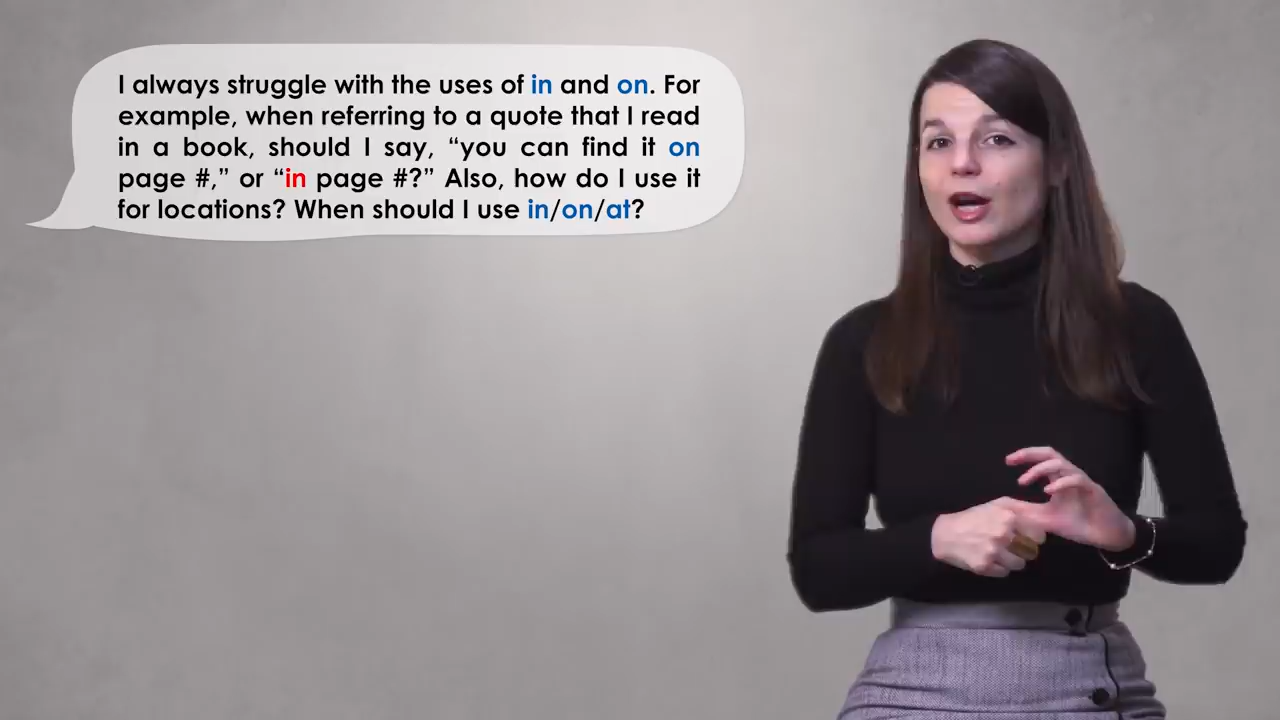 I always struggle with the uses of in and on. For
example, when referring to a quote that I read
in a book, should I say, “you can find it on
page #,” or “in page #?” Also, how do I use it
for locations? When should I use in/on/at?